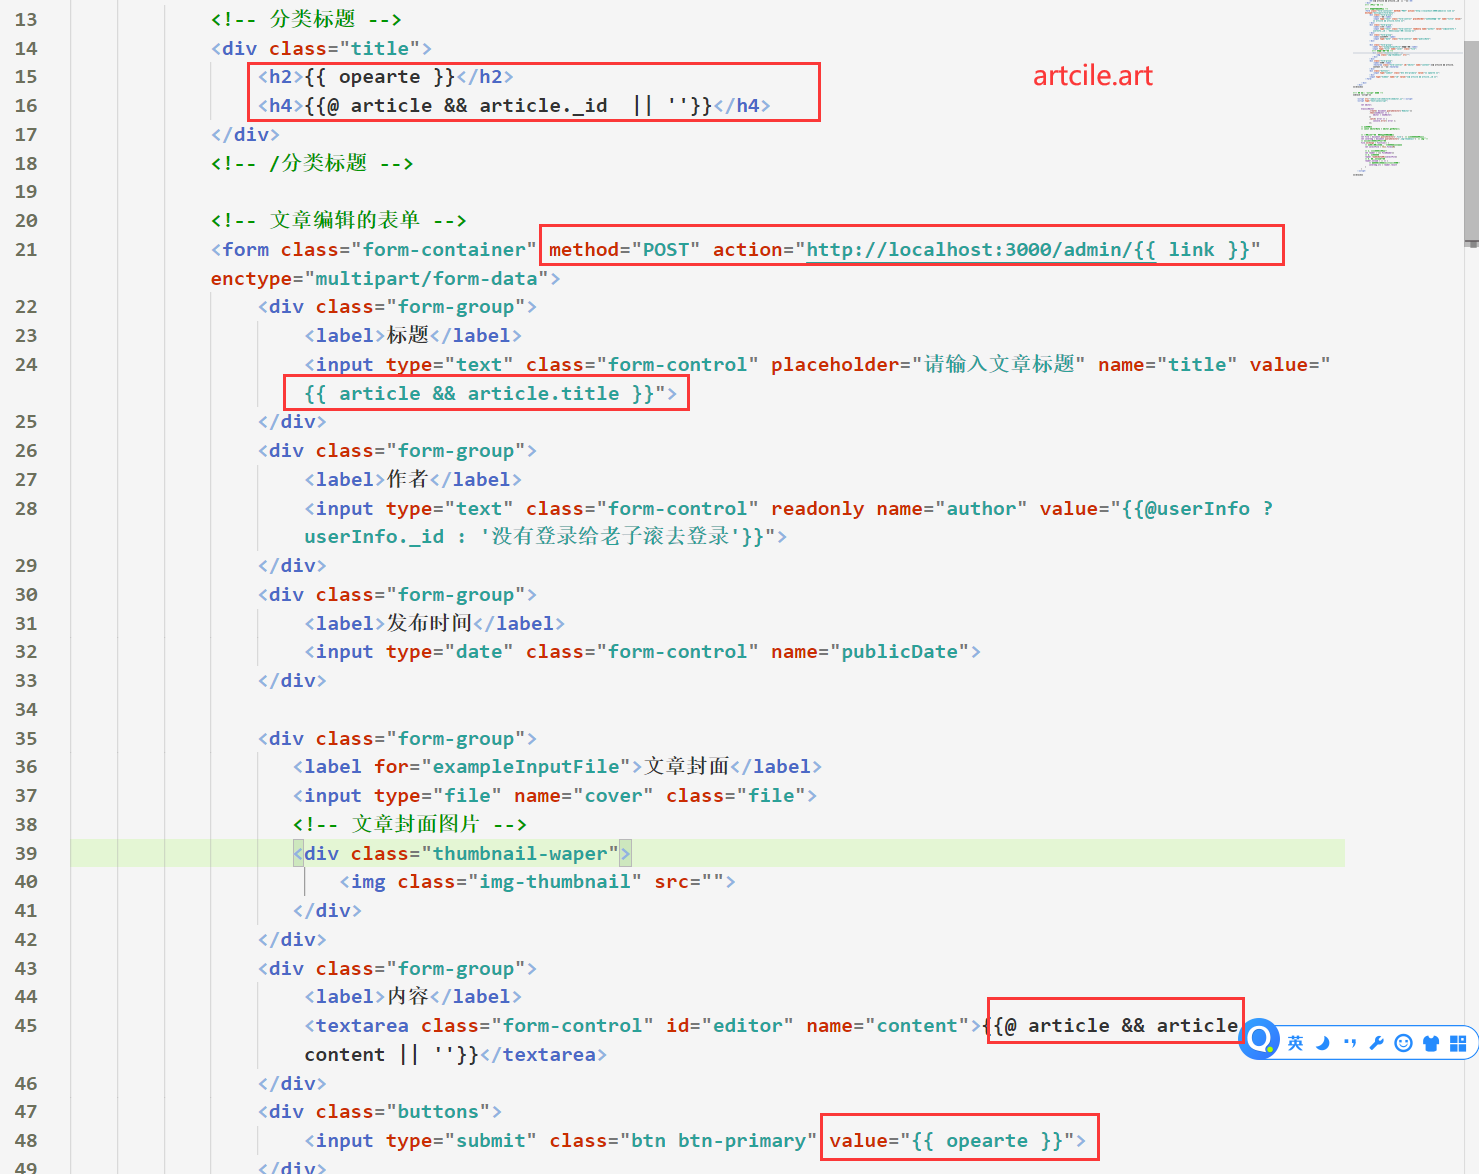 13 <!-- 分类标题 -->
14 <div class="title">
15 <h2>{{ opearte }}</h2>
artcile.art
16 <h4>{{@ article && article._id  || ''}}</h4>
17 </div>
18 <!-- /分类标题 -->
19
20 <!-- 文章编辑的表单 -->
21 <form class="form-container" method="POST" action="http://localhost:3000/admin/{{ link }}"
enctype="multipart/form-data">
22 <div class="form-group">
23 <label>标题</label>
24 <input type="text" class="form-control" placeholder="请输入文章标题" name="title" value="
{{ article && article.title }}">
25 </div>
26 <div class="form-group">
27 <label>作者</label>
28 <input type="text" class="form-control" readonly name="author" value="{{@userInfo ?
userInfo._id : '没有登录给老子滚去登录'}}">
29 </div>
30 <div class="form-group">
31 <label>发布时间</label>
32 <input type="date" class="form-control" name="publicDate">
33 </div>
34
35 <div class="form-group">
36 <label for="exampleInputFile">文章封面</label>
37 <input type="file" name="cover" class="file">
38 <!-- 文章封面图片 -->
39 <div class="thumbnail-waper">
40 <img class="img-thumbnail" src="">
41 </div>
42 </div>
43 <div class="form-group">
44 <label>内容</label>
45 <textarea class="form-control" id="editor" name="content">{{@ article && article
英
content || ''}}</textarea>
46 </div>
47 <div class="buttons">
48 <input type="submit" class="btn btn-primary" value="{{ opearte }}">
49 </div>